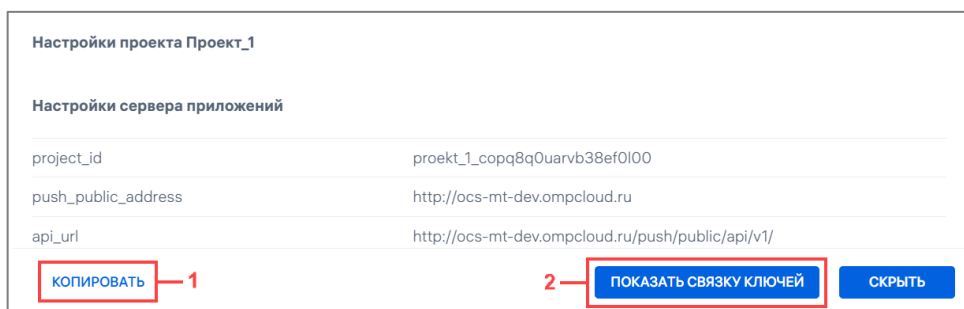 Настройки проекта Проект_1
Настройки сервера приложений
project_id proekt_1_copq8q0uarvb38ef0l00
push_public_address http://ocs-mt-dev.ompcloud.ru
api_url http://ocs-mt-dev.ompcloud.ru/push/public/api/v1/
КОПИРОВАТЬ 1 2 ПОКАЗАТЬ СВЯЗКУ КЛЮЧЕЙ СКРЫТЬ